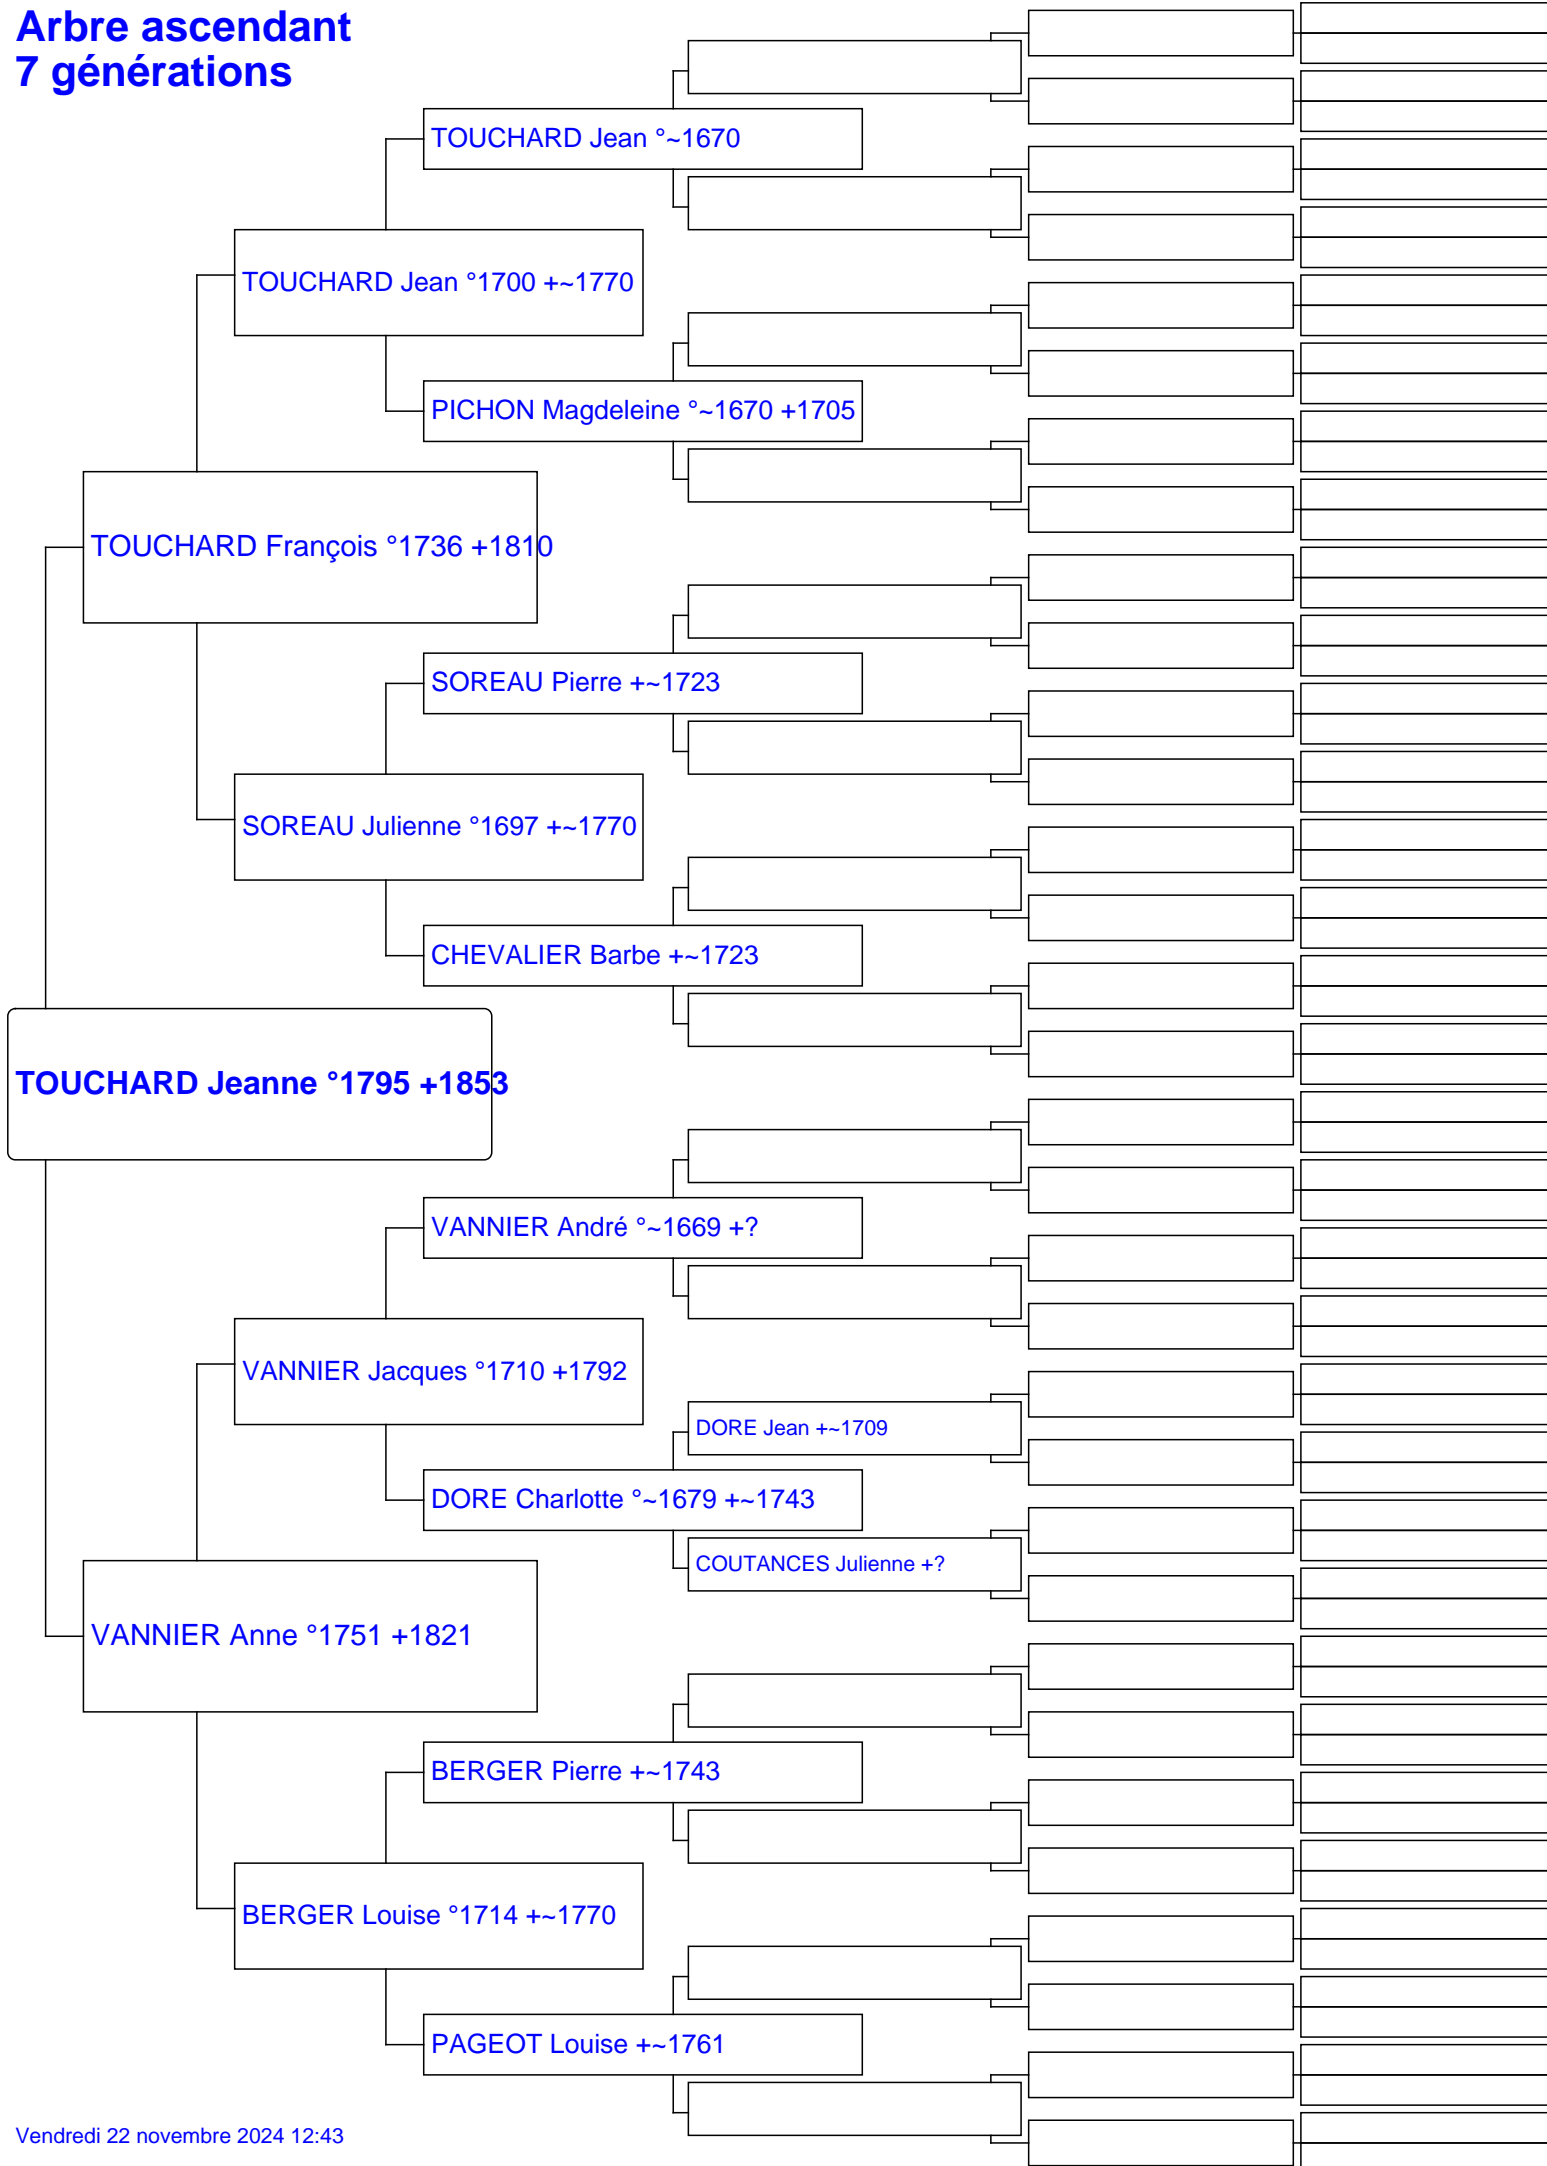 Arbre ascendant
7 générations
TOUCHARD Jean °~1670
TOUCHARD Jean °1700 +~1770
PICHON Magdeleine °~1670 +1705
TOUCHARD François °1736 +1810
SOREAU Pierre +~1723
SOREAU Julienne °1697 +~1770
CHEVALIER Barbe +~1723
TOUCHARD Jeanne °1795 +1853
VANNIER André °~1669 +?
VANNIER Jacques °1710 +1792
DORE Jean +~1709
DORE Charlotte °~1679 +~1743
COUTANCES Julienne +?
VANNIER Anne °1751 +1821
BERGER Pierre +~1743
BERGER Louise °1714 +~1770
PAGEOT Louise +~1761
Vendredi 22 novembre 2024 12:43